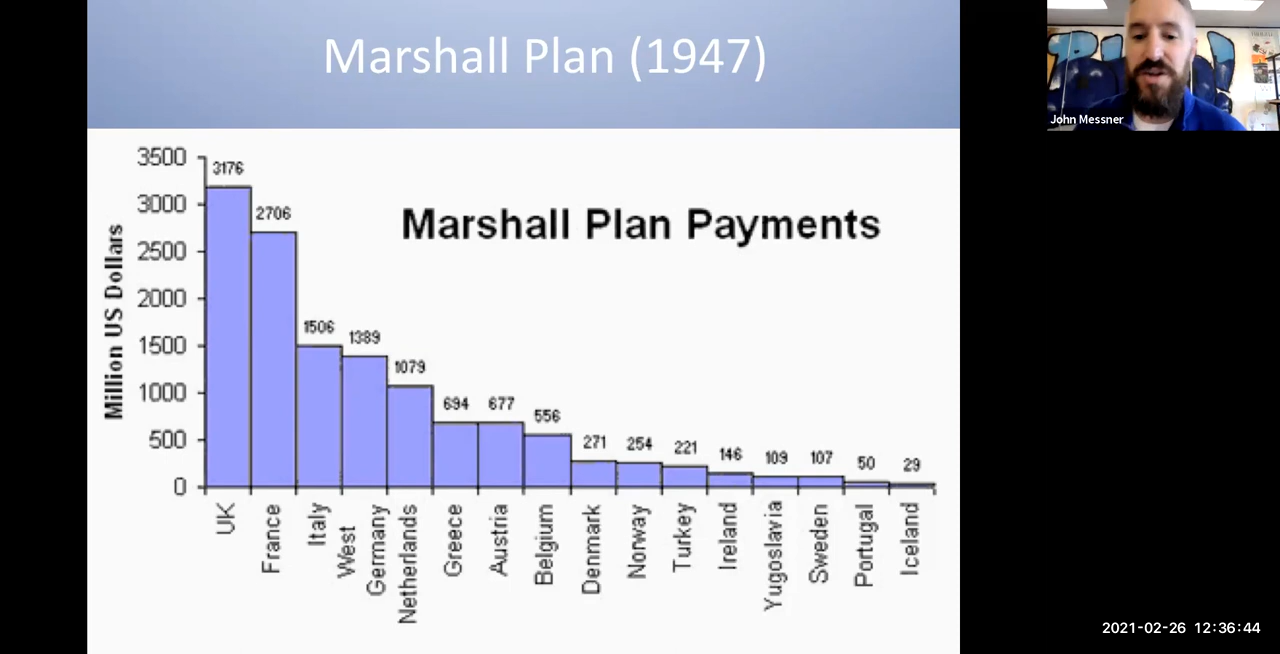 Marshall Plan (1947)
John Messner
Marshall Plan Payments
Million US Dollars
3500
3000
2500
2000
1500
1000
500
0
3176
2706
1506
1389
1079
694
677
556
271
254
221
146
109
107
50
29
UK
France
Italy
West
Germany
Netherlands
Greece
Austria
Belgium
Denmark
Norway
Turkey
Ireland
Yugoslavia
Sweden
Portugal
Iceland
2021-02-26 12:36:44